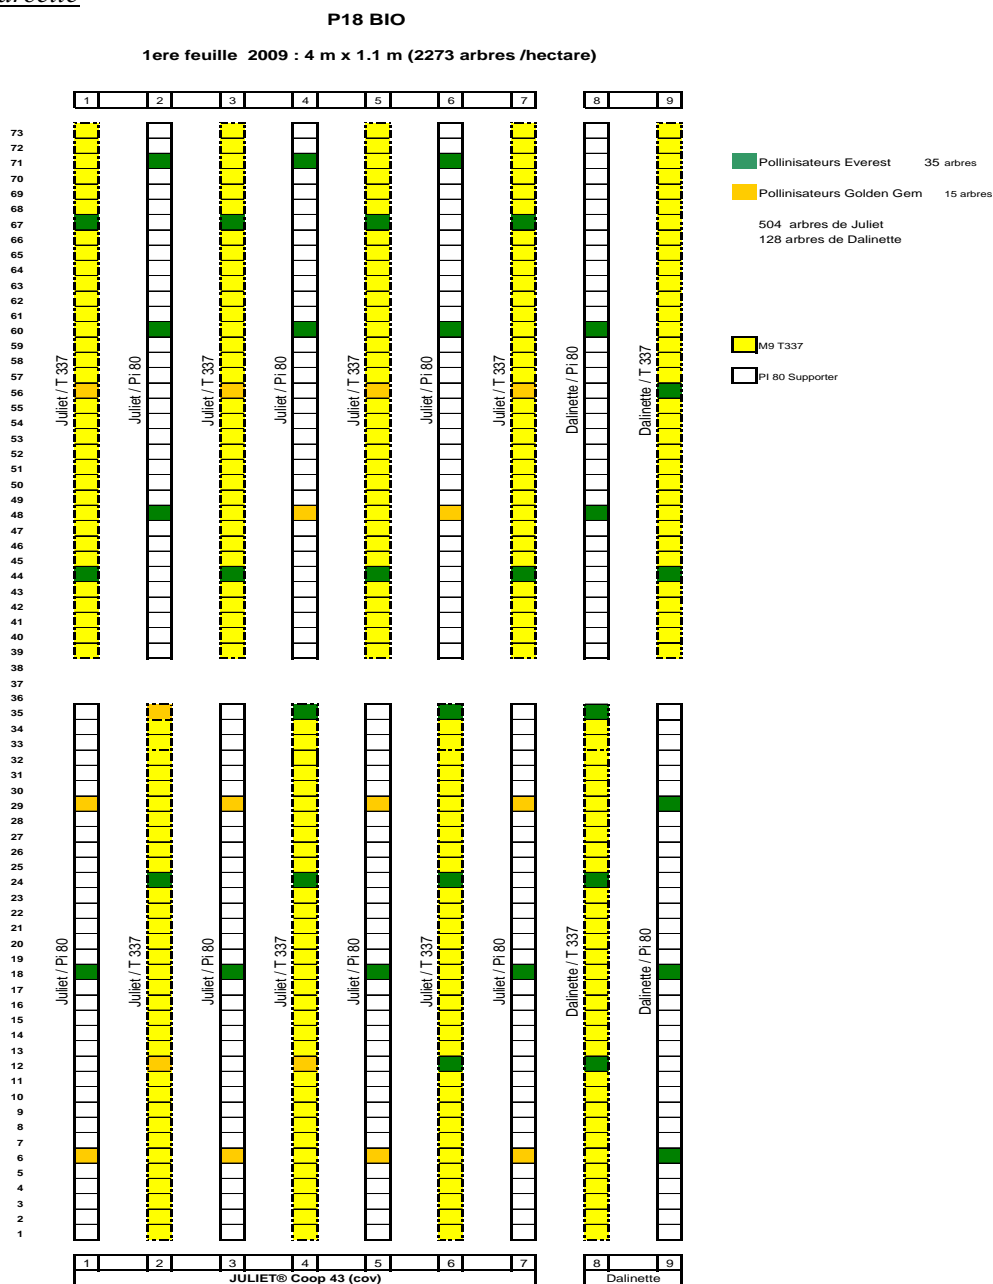 P18 BIO
1ere feuille 2009 : 4 m x 1.1 m (2273 arbres /hectare)
1 2 3 4 5 6 7 8 9
73
72
71
70
69
68
67
66
65
64
63
62
61
60
59
58
57
56
55
54
53
52
51
50
49
48
47
46
45
44
43
42
41
40
39
38
37
36
35
34
33
32
31
30
29
28
27
26
25
24
23
22
21
20
19
18
17
16
15
14
13
12
11
10
9
8
7
6
5
4
3
2
1
Juliet / T 337
Juliet / Pi 80
Juliet / T 337
Juliet / Pi 80
Juliet / T 337
Juliet / Pi 80
Dalinette / Pi 80
Dalinette / T 337
Juliet / Pi 80
Juliet / T 337
Juliet / Pi 80
Juliet / T 337
Juliet / Pi 80
Juliet / T 337
Juliet / Pi 80
Dalinette / T 337
Dalinette / Pi 80
Pollinisateurs Everest 35 arbres
Pollinisateurs Golden Gem 15 arbres
504 arbres de Juliet
128 arbres de Dalinette
M9 T337
PI 80 Supporter
1 2 3 4 5 6 7 8 9
JULIET® Coop 43 (cov) Dalinette